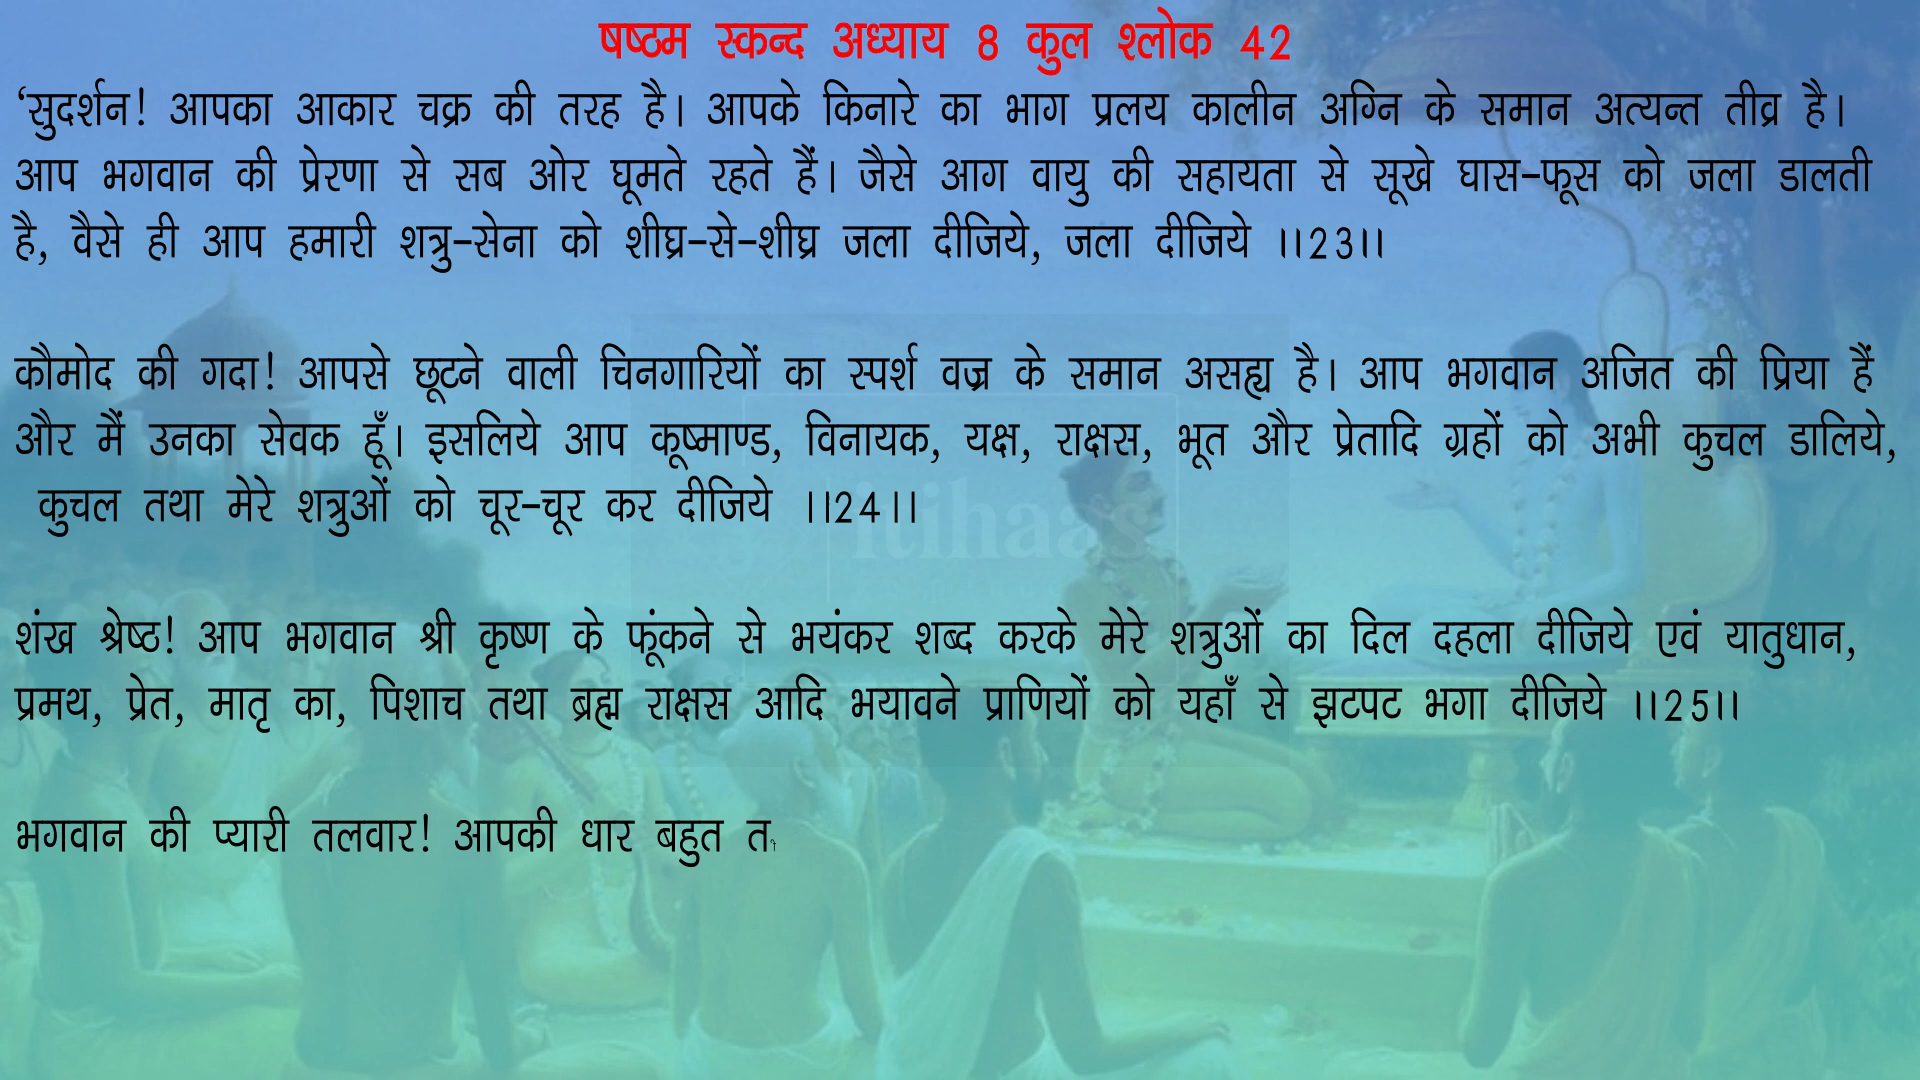 षष्ठम स्कन्द अध्याय 8 कुल श्लोक 42
‘सुदर्शन! आपका आकार चक्र की तरह है। आपके किनारे का भाग प्रलय कालीन अग्नि के समान अत्यन्त तीव्र है।
आप भगवान की प्रेरणा से सब ओर घूमते रहते हैं। जैसे आग वायु की सहायता से सूखे घास-फूस को जला डालती
है, वैसे ही आप हमारी शत्रु-सेना को शीघ्र-से-शीघ्र जला दीजिये, जला दीजिये ।।23।।
कौमोद की गदा! आपसे छूटने वाली चिनगारियों का स्पर्श वज्र के समान असह्य है। आप भगवान अजित की प्रिया हैं
और मैं उनका सेवक हूँ। इसलिये आप कूष्माण्ड, विनायक, यक्ष, राक्षस, भूत और प्रेतादि ग्रहों को अभी कुचल डालिये,
कुचल तथा मेरे शत्रुओं को चूर-चूर कर दीजिये ।।24।।
itihaas
शंख श्रेष्ठ! आप भगवान श्री कृष्ण के फूंकने से भयंकर शब्द करके मेरे शत्रुओं का दिल दहला दीजिये एवं यातुधान,
प्रमथ, प्रेत, मातृ का, पिशाच तथा ब्रह्म राक्षस आदि भयावने प्राणियों को यहाँ से झटपट भगा दीजिये ।।25।।
भगवान की प्यारी तलवार! आपकी धार बहुत